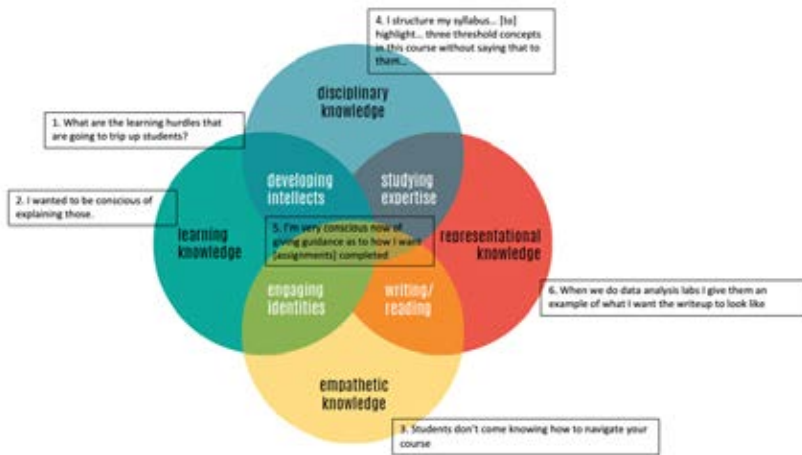 4. I structure my syllabus... [to]
highlight... three threshold concepts
in this course without saying that to
them...
disciplinary
knowledge
1. What are the learning hurdles that
are going to trip up students?
developing
intellects
studying
expertise
2. I wanted to be conscious of
explaining those.
learning
knowledge
5. I'm very conscious now of
giving guidance as to how I want
[assignments] completed
representational
knowledge
engaging
identities
writing/
reading
6. When we do data analysis labs I give them an
example of what I want the writeup to look like
empathetic
knowledge
3. Students don't come knowing how to navigate your
course